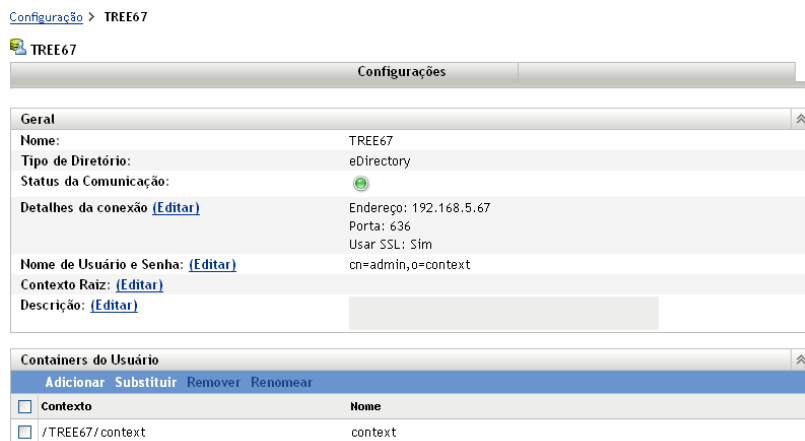 Configuração > TREE67
TREE67
Configurações
Geral
Nome: TREE67
Tipo de Diretório: eDirectory
Status da Comunicação:
Detalhes da conexão (Editar) Endereço: 192.168.5.67
Porta: 636
Usar SSL: Sim
Nome de Usuário e Senha: (Editar) cn=admin,o=context
Contexto Raiz: (Editar)
Descrição: (Editar)
Containers do Usuário
Adicionar Substituir Remover Renomear
Contexto Nome
/TREE67/context context